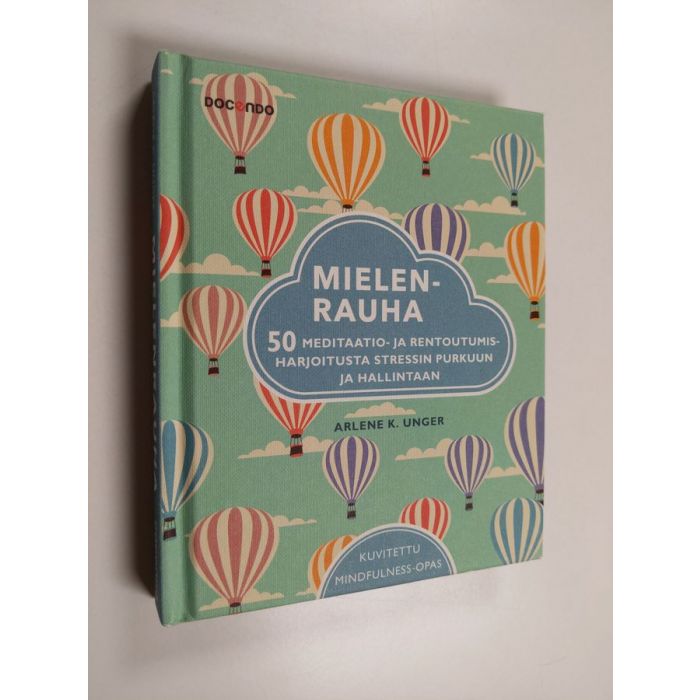 DOCENDO
MIELEN-
RAUHA
50 MEDITAATIO- JA RENTOUTUMIS-
HARJOITUSTA STRESSIN PURKUUN
JA HALLINTAAN
ARLENE K. UNGER
KUVITETTU
MINDFULNESS-OPAS